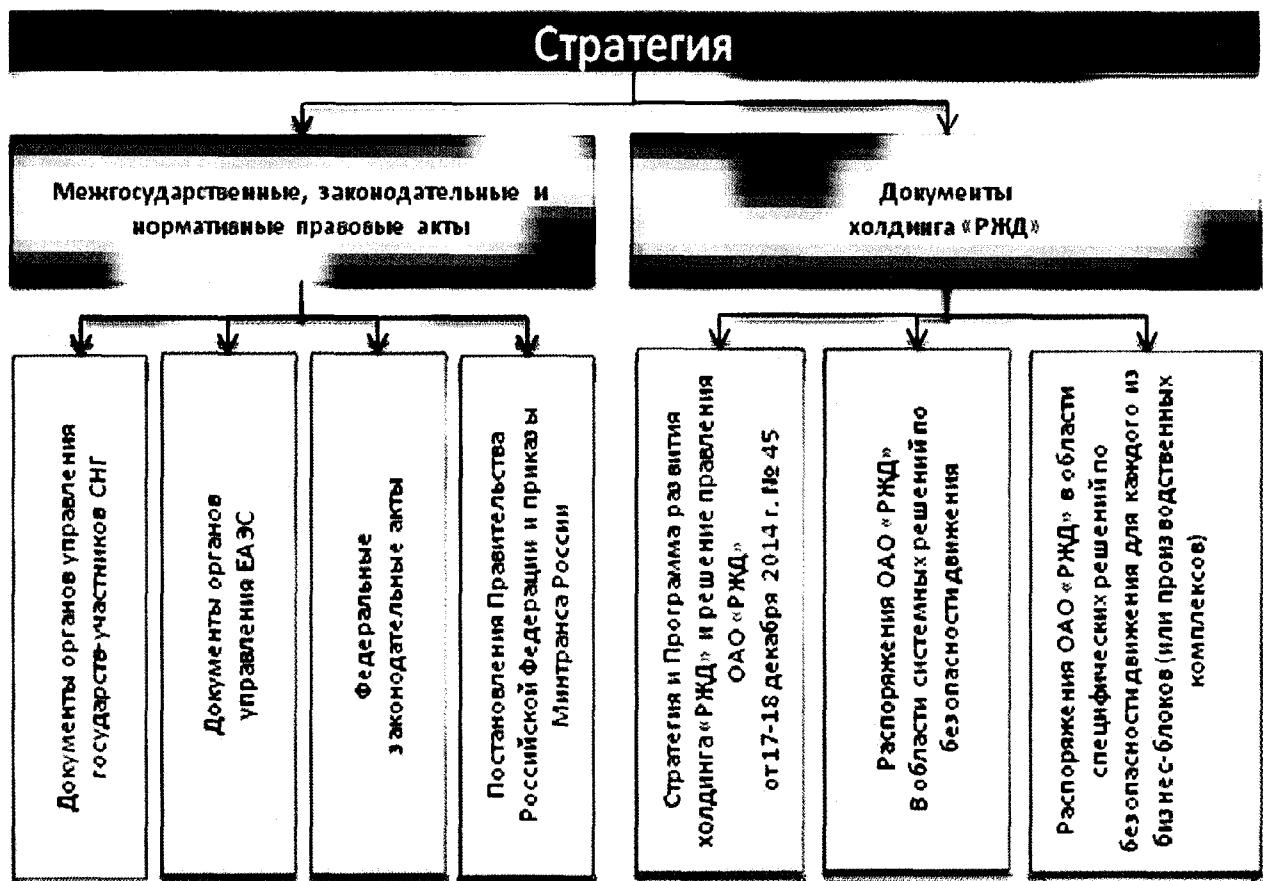 Стратегия
Межгосударственные, законодательные и
нормативные правовые акты
Документы
холдинга «РЖД»
Документы органов управления
государств-участников СНГ
Документы органов
управления ЕАЭС
Федеральные
законодательные акты
Постановления Правительства
Российской Федерации и приказы
Минтранса России
Стратегия и Программа развития
холдинга «РЖД» и решение правления
ОАО «РЖД»
от 17-18 декабря 2014 г. № 45
Распоряжения ОАО «РЖД»
В области системных решений по
безопасности движения
Распоряжения ОАО «РЖД» в области
специфических решений по
безопасности движения для каждого из
бизнес-блоков (или производственных
комплексов)